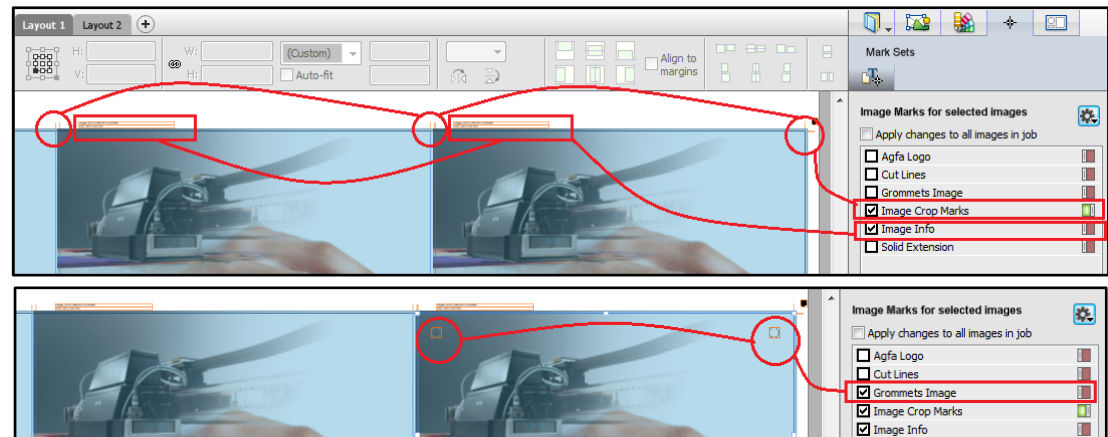 Layout 1 Layout 2
H: W: (Custom) Align to margins
V: H: Auto-fit
Mark Sets
Image Marks for selected images
Apply changes to all images in job
Agfa Logo
Cut Lines
Grommets Image
Image Crop Marks
Image Info
Solid Extension
Image Marks for selected images
Apply changes to all images in job
Agfa Logo
Cut Lines
Grommets Image
Image Crop Marks
Image Info